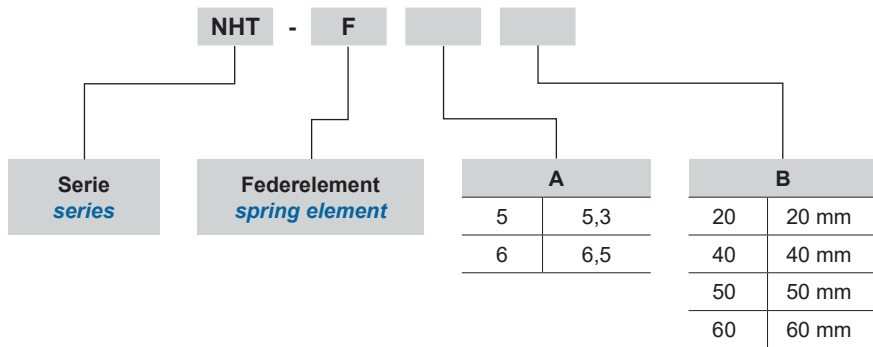 NHT - F
Serie
series
Federelement
spring element
A
5 5,3
6 6,5
B
20 20 mm
40 40 mm
50 50 mm
60 60 mm